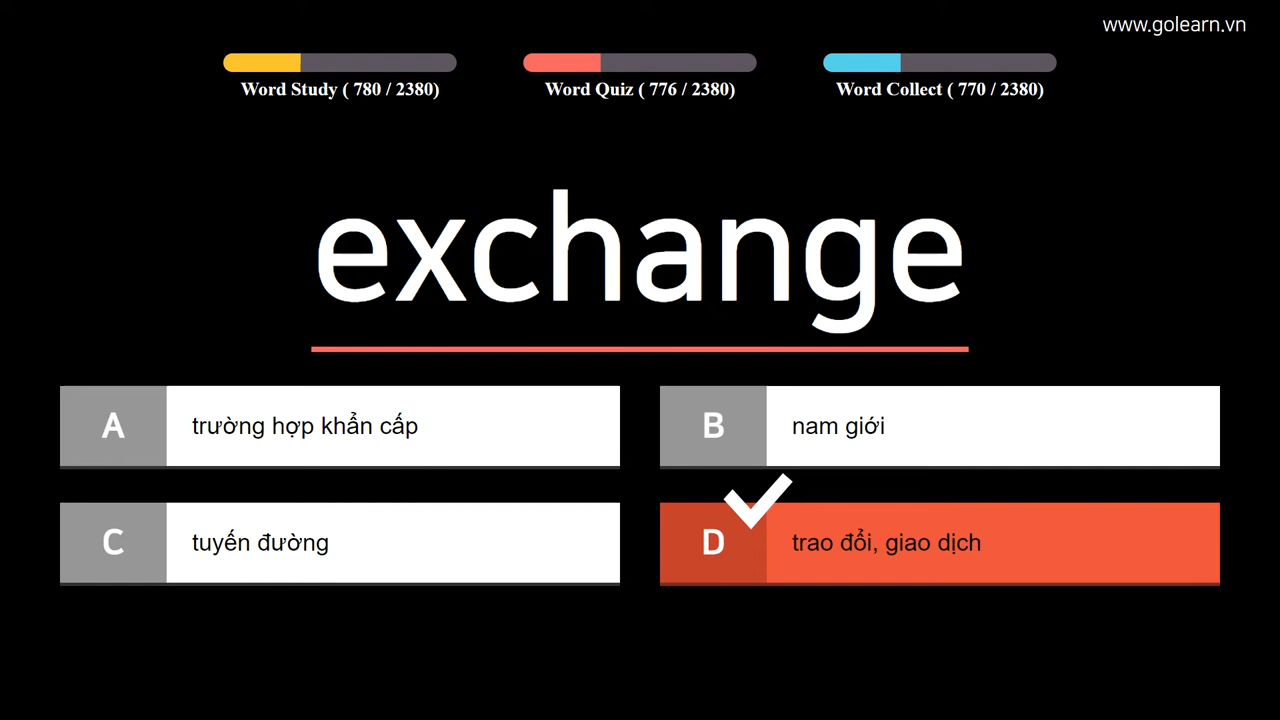 www.golearn.vn
Word Study ( 780 / 2380)
Word Quiz ( 776 / 2380)
Word Collect ( 770 / 2380)
exchange
A trường hợp khẩn cấp
B nam giới
C tuyến đường
D trao đổi, giao dịch